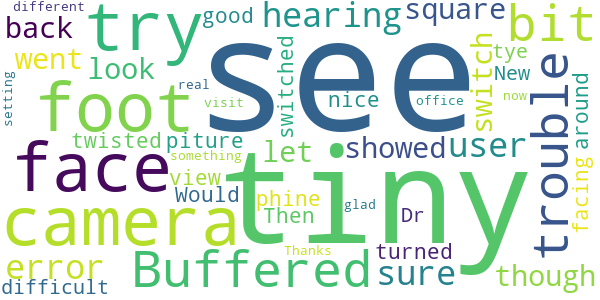 different
back
try
good
hearing
square
bit
went
look
see
switched
switch
tye
New
real
visit
nice
office
now
setting
foot
trouble
around
twisted
piture
let
showed
user
face
something
tiny
view
Would
phine
glad
Dr
facing
camera
Then
error
Buffered
Thanks
turned
sure
though
difficult